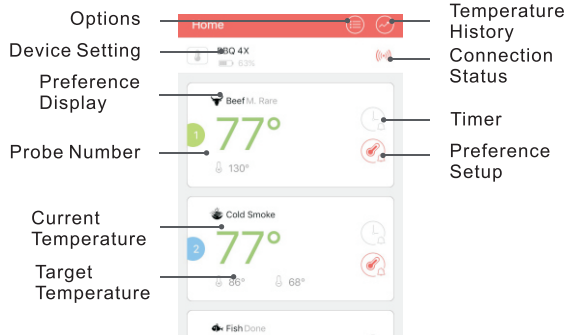 Options
Device Setting
Preference
Display
Probe Number
Current
Temperature
Target
Temperature
Home
BBQ 4X
63%
Beef M. Rare
1
77°
130°
Cold Smoke
2
77°
86° 68°
Fish Done
Temperature
History
Connection
Status
Timer
Preference
Setup